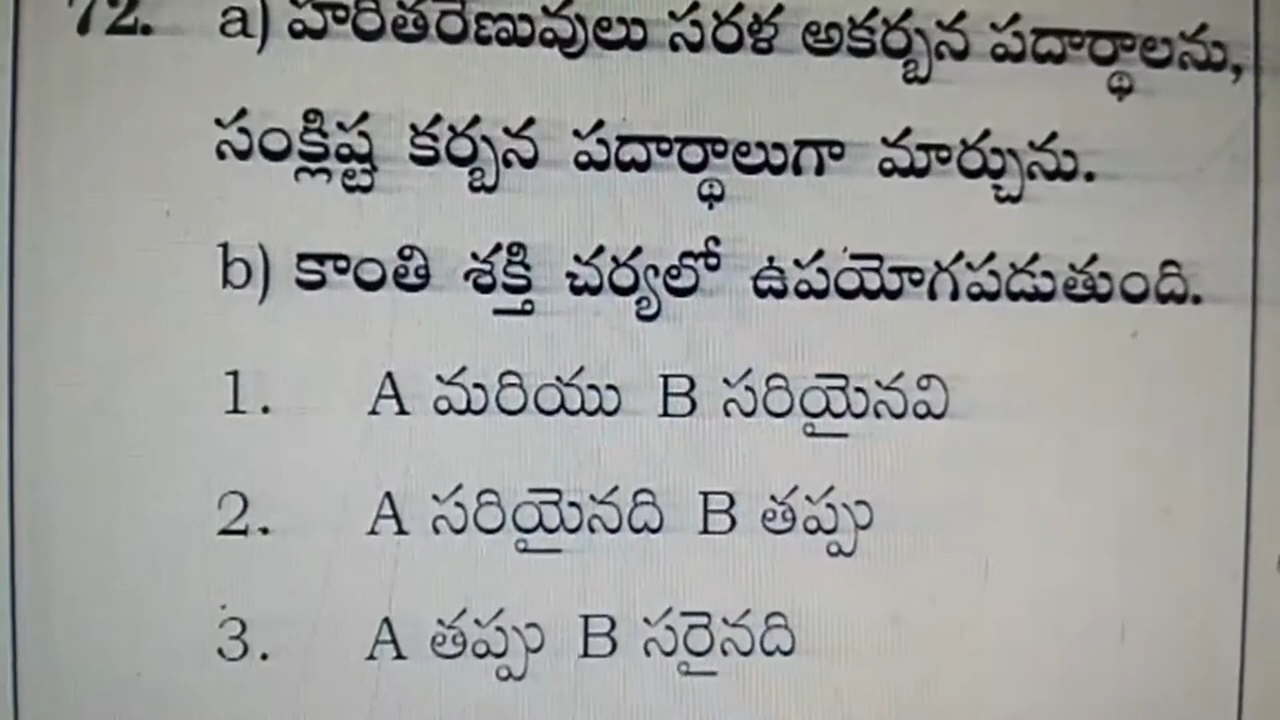 72. a) హరితరేణువులు సరళ అకర్బన పదార్థాలను,
సంక్లిష్ట కర్బన పదార్థాలుగా మార్చును.
b) కాంతి శక్తి చర్యలో ఉపయోగపడుతుంది.
1. A మరియు B సరియైనవి
2. A సరియైనది B తప్పు
3. A తప్పు B సరైనది